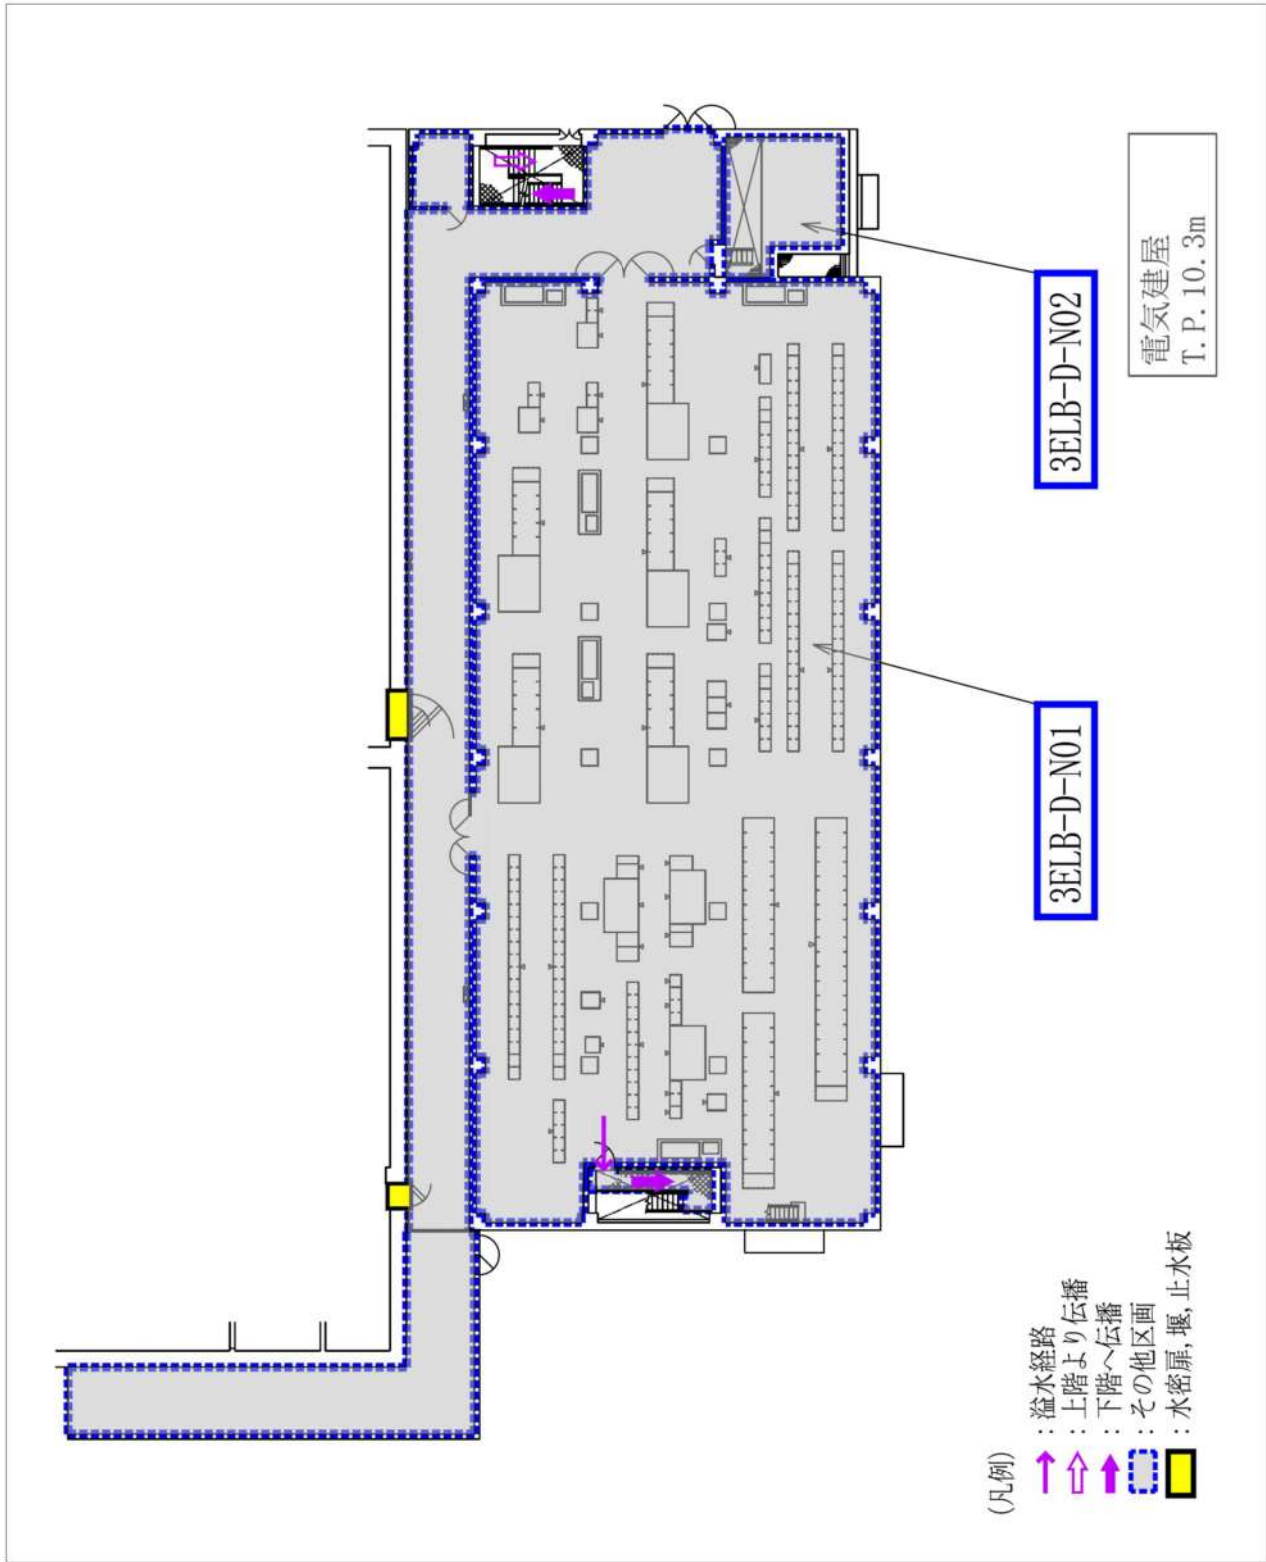 3ELB-D-N02
3ELB-D-N01
電気建屋
T.P.10.3m
(凡例)
：溢水経路
：上階より伝播
：下階へ伝播
：その他区画
：水密扉,堰,止水板